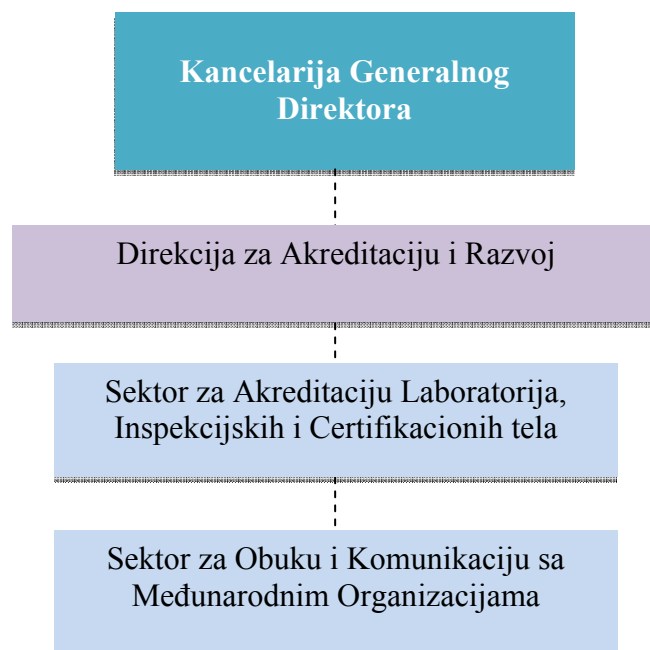 Kancelarija Generalnog
Direktora
Direkcija za Akreditaciju i Razvoj
Sektor za Akreditaciju Laboratorija,
Inspekcijskih i Certifikacionih tela
Sektor za Obuku i Komunikaciju sa
Međunarodnim Organizacijama